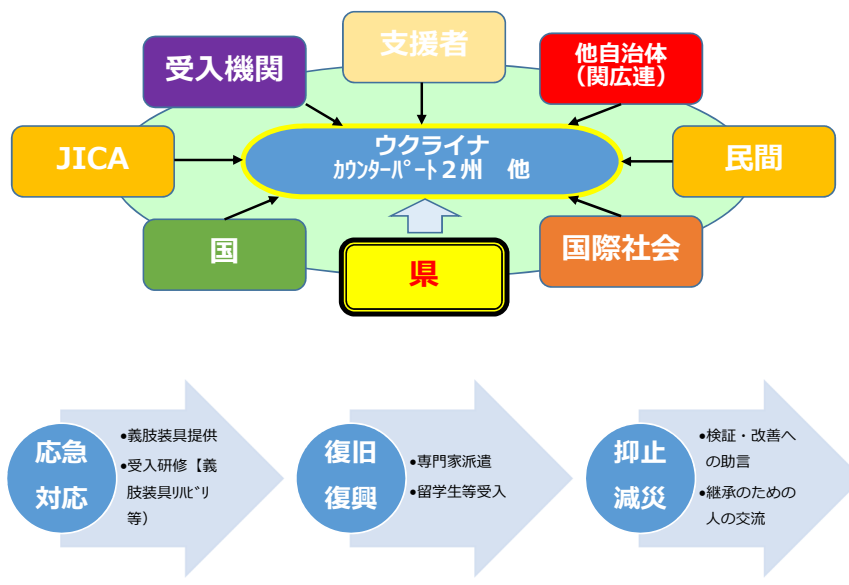 支援者
受入機関
他自治体
（関広連）
ウクライナ
ｶｳﾝﾀｰﾊﾟｰﾄ２州　他
JICA
民間
国
県
国際社会
応急
対応
•義肢装具提供
•受入研修【義
肢装具ﾘﾊﾋﾞﾘ
等）
復旧
復興
•専門家派遣
•留学生等受入
抑止
減災
•検証・改善へ
の助言
•継承のための
人の交流